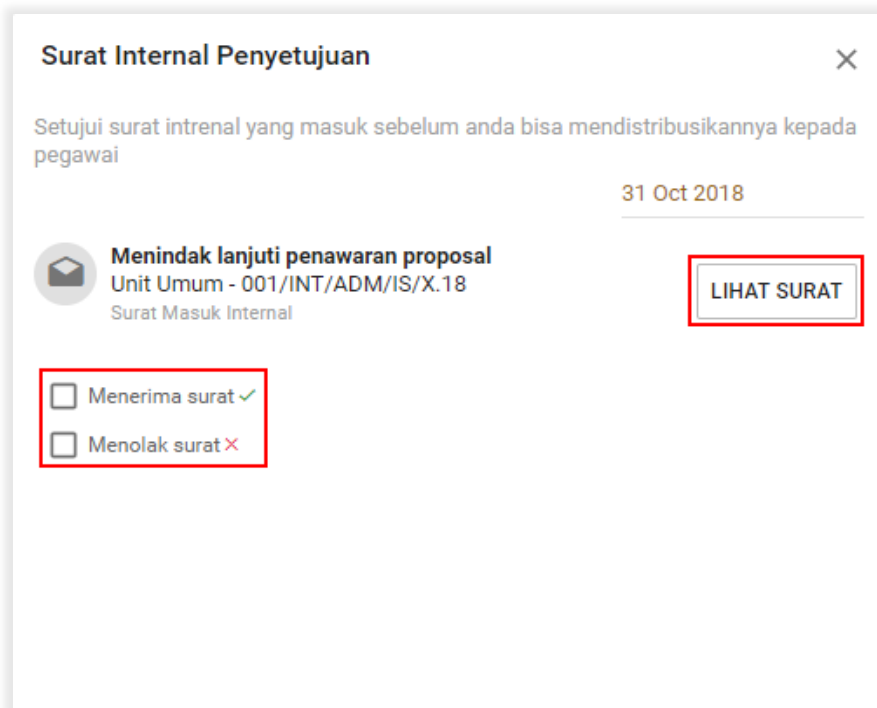 Surat Internal Penyetujuan
Setujui surat intrenal yang masuk sebelum anda bisa mendistribusikannya kepada
pegawai
31 Oct 2018
Menindak lanjuti penawaran proposal
Unit Umum - 001/INT/ADM/IS/X.18
Surat Masuk Internal
LIHAT SURAT
Menerima surat
Menolak surat